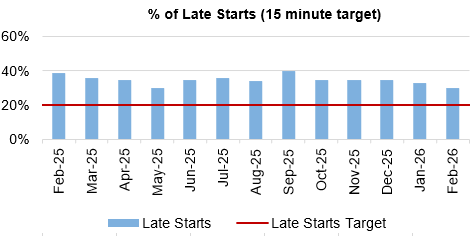 % of Late Starts (15 minute target)
60%
40%
20%
0%
Feb-25
Mar-25
Apr-25
May-25
Jun-25
Jul-25
Aug-25
Sep-25
Oct-25
Nov-25
Dec-25
Jan-26
Feb-26
Late Starts
Late Starts Target